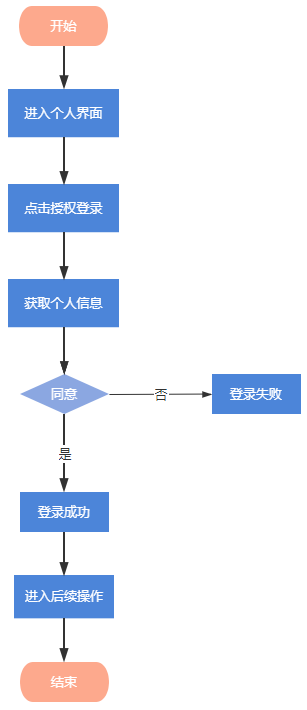 开始
进入个人界面
点击授权登录
获取个人信息
同意
否
登录失败
是
登录成功
进入后续操作
结束